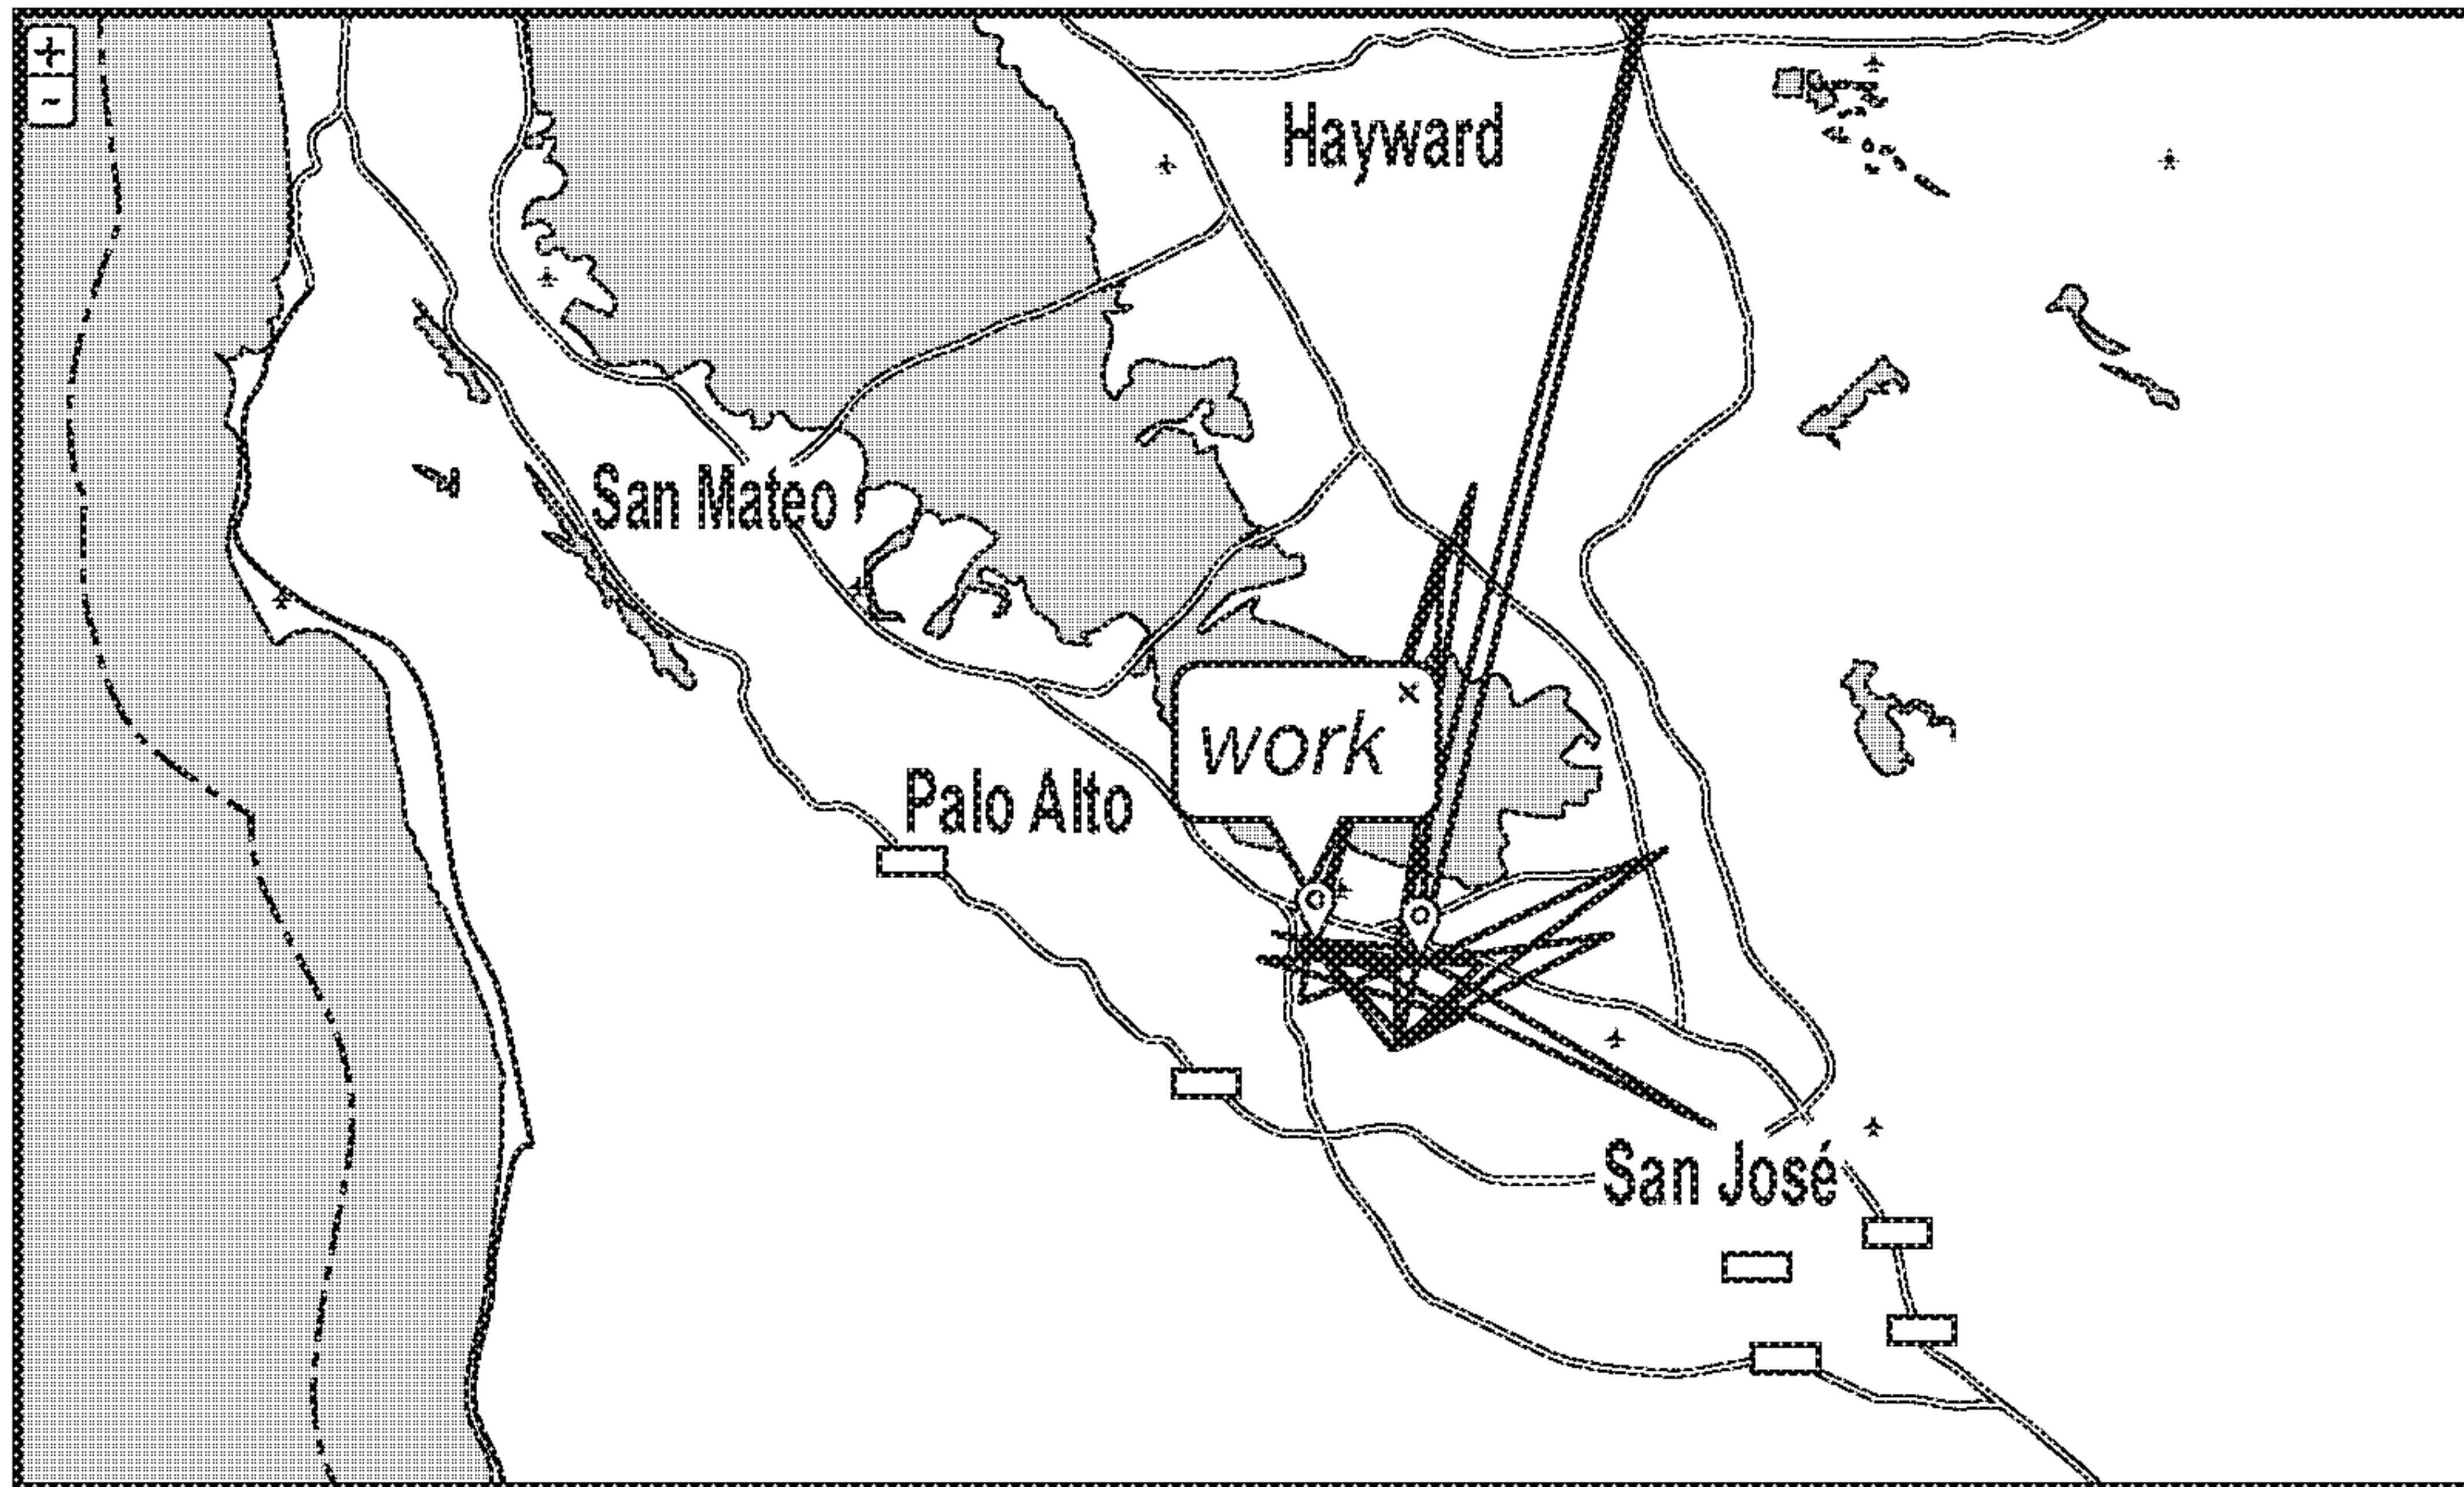 +
-
Hayward
San Mateo
×
work
Palo Alto
San José